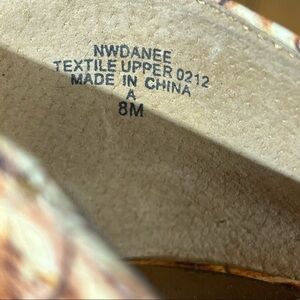 NWDANEE
TEXTILE UPPER 0212
MADE IN CHINA
A
8M